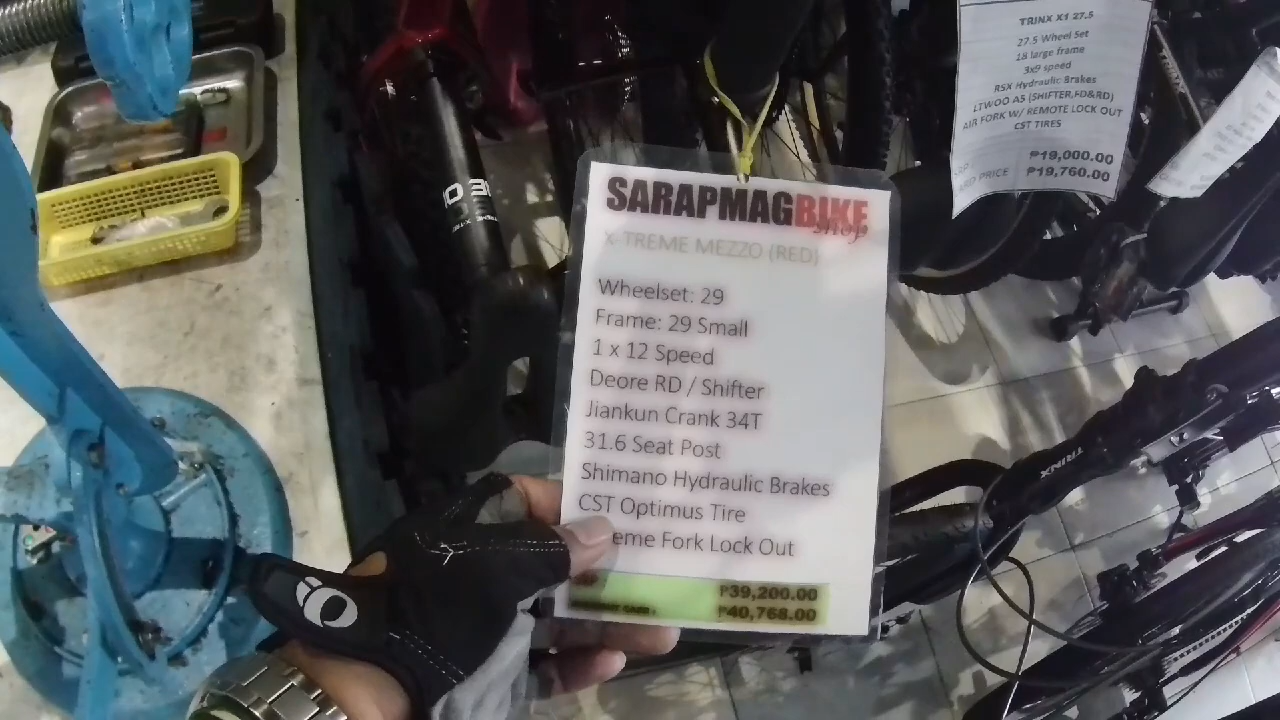 TRINX X1 27.5
27.5 Wheel Set
18 large frame
3x9 speed
RSX Hydraulic Brakes
LTWOO A5 (SHIFTER,FD&RD)
AIR FORK W/ REMOTE LOCK OUT
CST TIRES
₱19,000.00
PRICE ₱19,760.00
SARAPMAGBIKE
shop
X-TREME MEZZO (RED)
Wheelset: 29
Frame: 29 Small
1 x 12 Speed
Deore RD / Shifter
Jiankun Crank 34T
31.6 Seat Post
Shimano Hydraulic Brakes
CST Optimus Tire
eme Fork Lock Out
₱39,200.00
₱40,768.00
TRINX